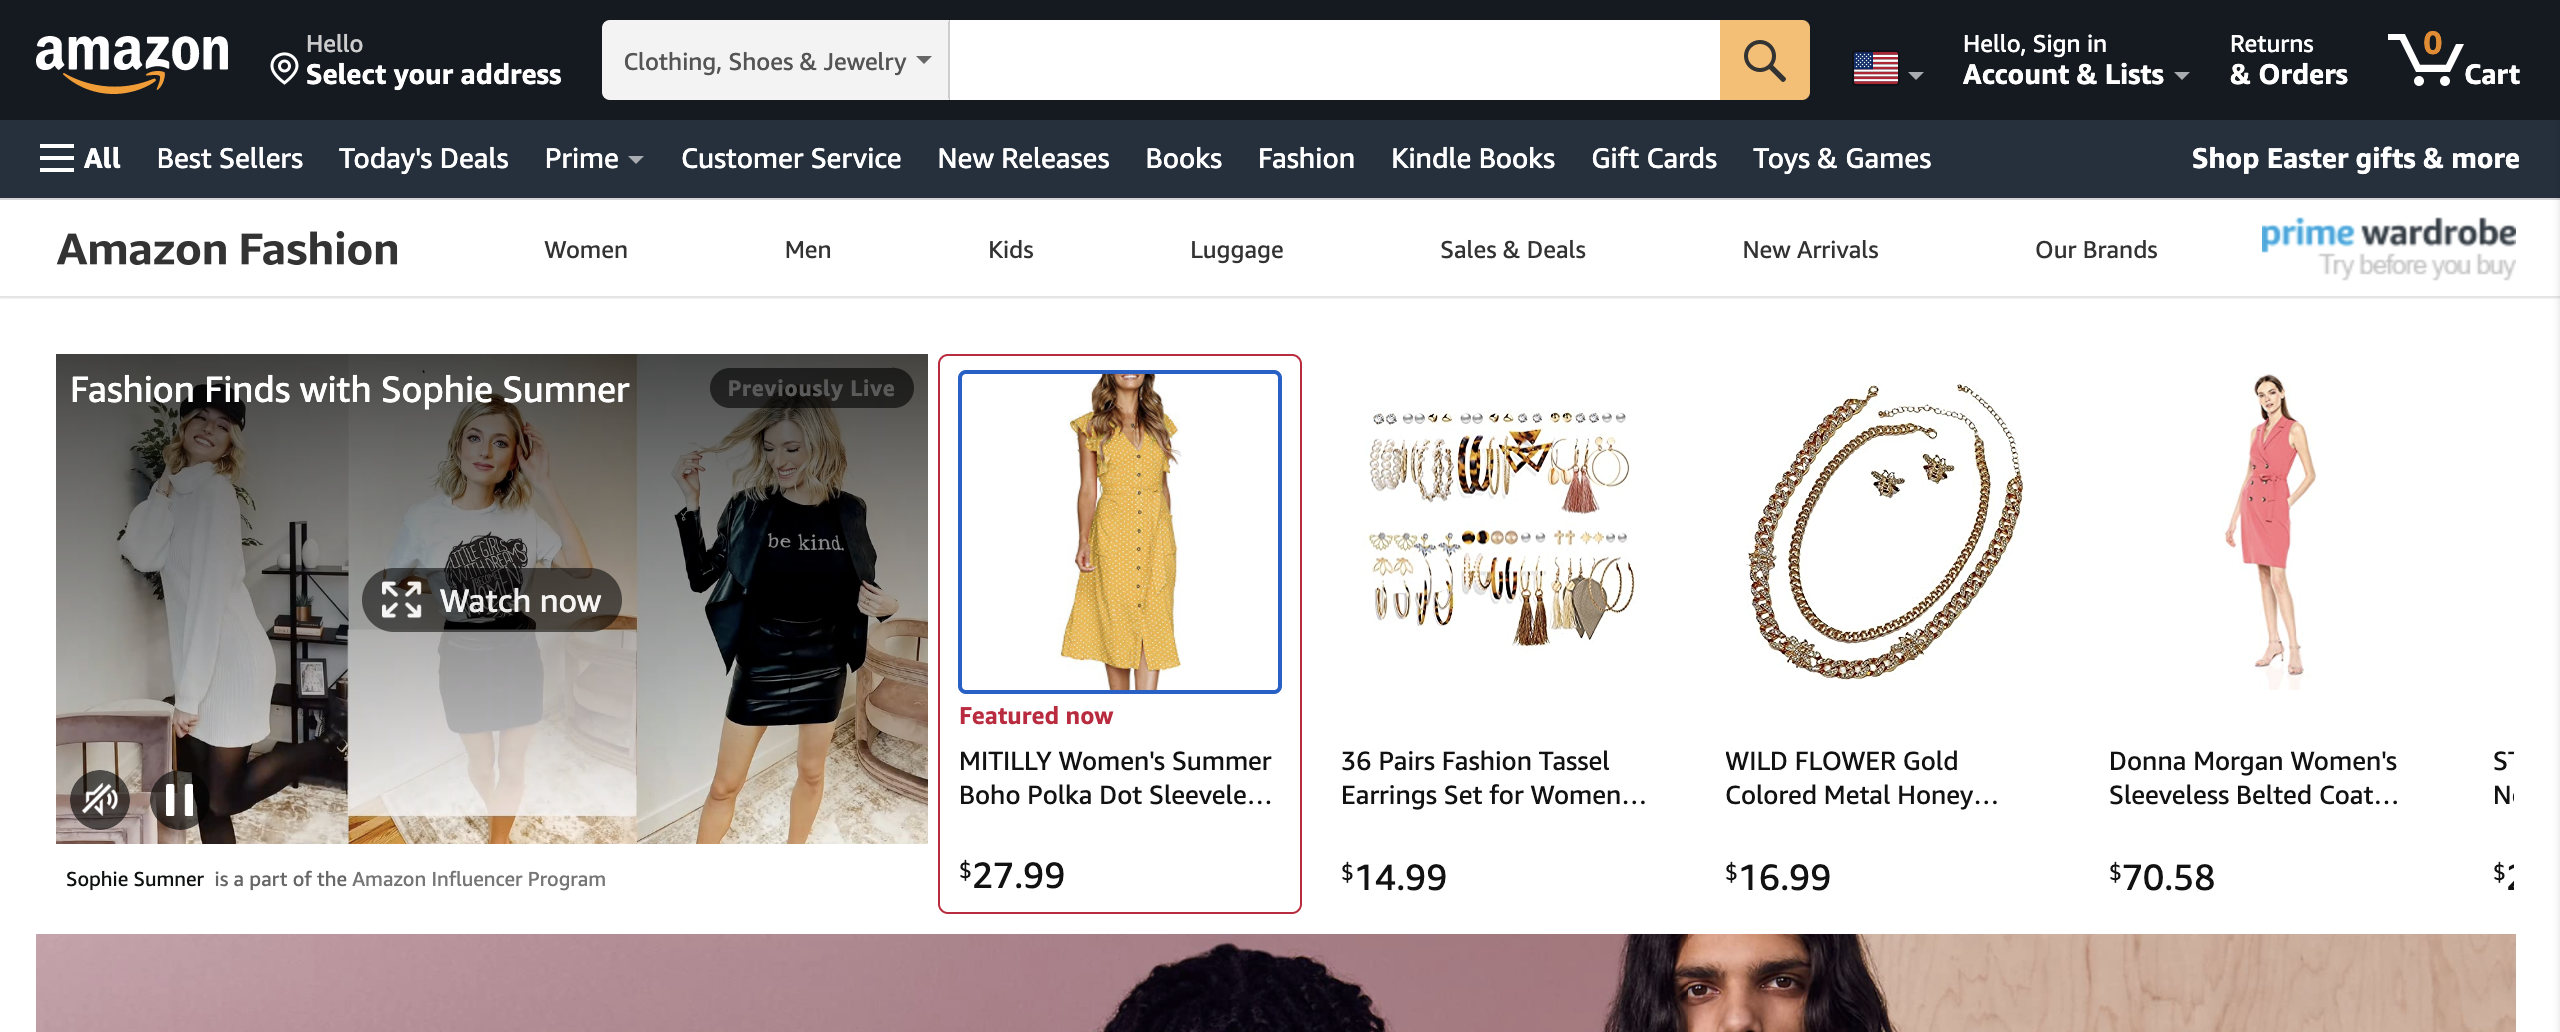 amazon
Hello
Select your address
Clothing, Shoes & Jewelry
Hello, Sign in
Account & Lists
Returns
& Orders
0
Cart
All
Best Sellers
Today's Deals
Prime
Customer Service
New Releases
Books
Fashion
Kindle Books
Gift Cards
Toys & Games
Shop Easter gifts & more
Amazon Fashion
Women
Men
Kids
Luggage
Sales & Deals
New Arrivals
Our Brands
prime wardrobe
Try before you buy
Fashion Finds with Sophie Sumner
Previously Live
be kind.
Watch now
Sophie Sumner is a part of the Amazon Influencer Program
Featured now
MITILLY Women's Summer
Boho Polka Dot Sleevele...
$27.99
36 Pairs Fashion Tassel
Earrings Set for Women...
$14.99
WILD FLOWER Gold
Colored Metal Honey...
$16.99
Donna Morgan Women's
Sleeveless Belted Coat...
$70.58